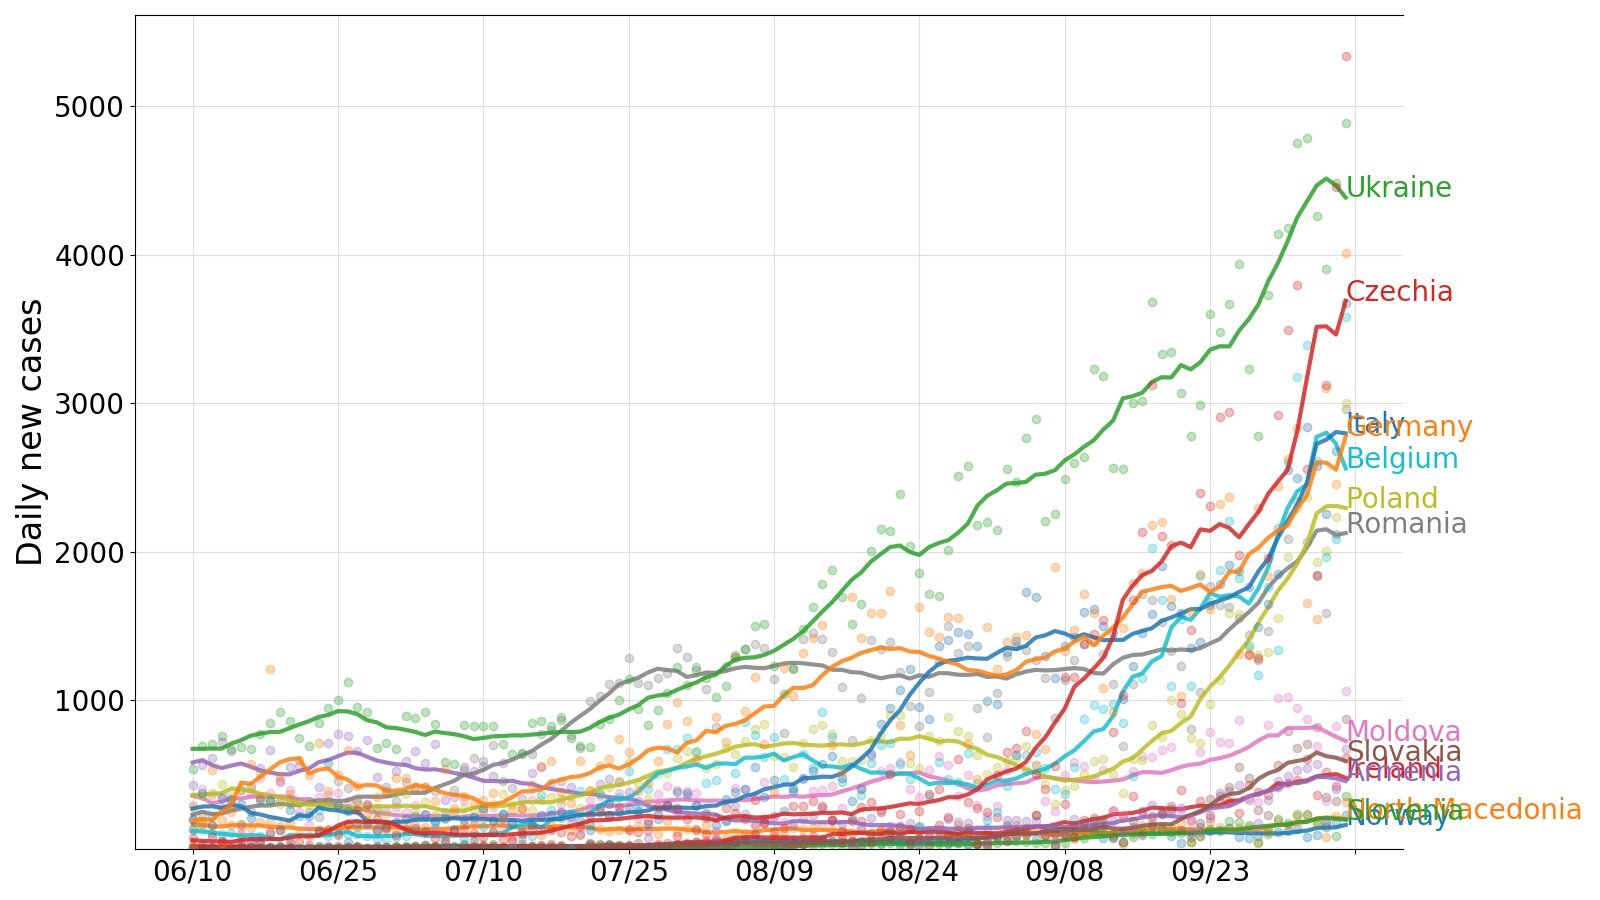 Daily new cases
5000
4000
3000
2000
1000
06/10
06/25
07/10
07/25
08/09
08/24
09/08
09/23
Ukraine
Czechia
Italy
Germany
Belgium
Poland
Romania
Moldova
Slovakia
Ireland
Armenia
North Macedonia
Slovenia
Norway